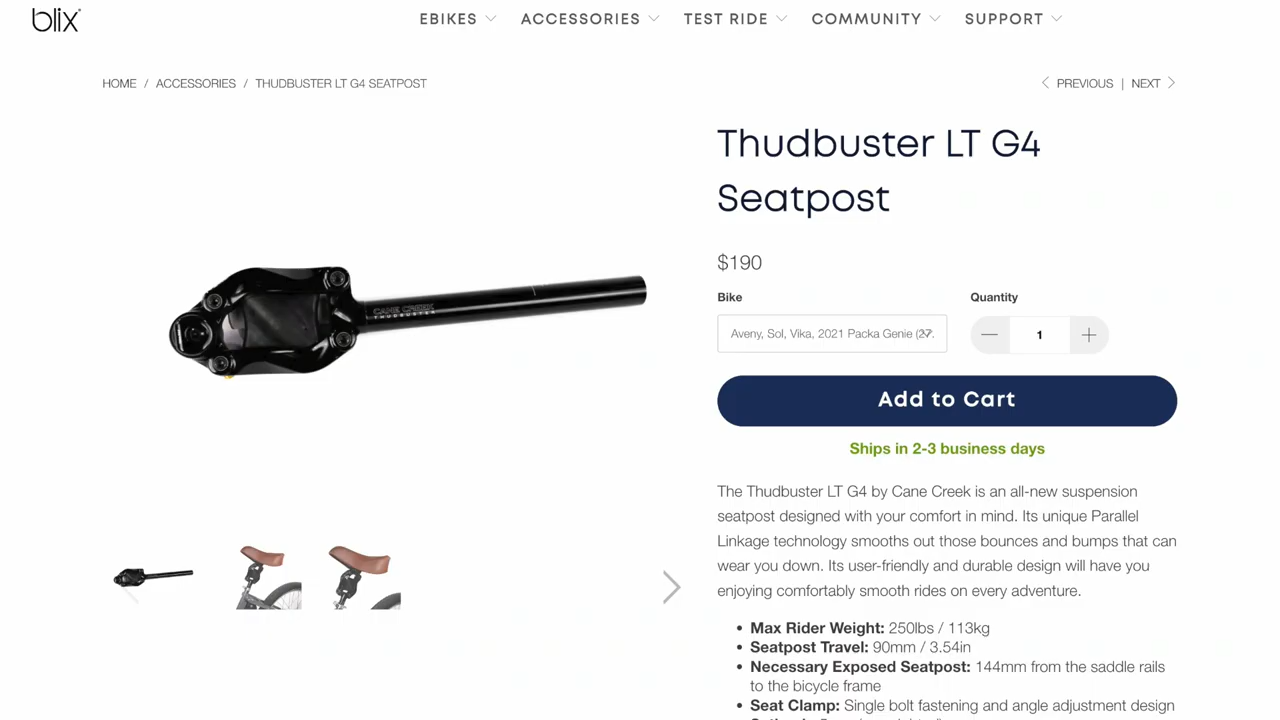 blix
EBIKES ACCESSORIES TEST RIDE COMMUNITY SUPPORT
HOME / ACCESSORIES / THUDBUSTER LT G4 SEATPOST
PREVIOUS | NEXT
Thudbuster LT G4
Seatpost
$190
Bike Quantity
Aveny, Sol, Vika, 2021 Packa Genie (27.
1
Add to Cart
Ships in 2-3 business days
CANE CREEK
THUDBUSTER
The Thudbuster LT G4 by Cane Creek is an all-new suspension
seatpost designed with your comfort in mind. Its unique Parallel
Linkage technology smooths out those bounces and bumps that can
wear you down. Its user-friendly and durable design will have you
enjoying comfortably smooth rides on every adventure.
• Max Rider Weight: 250lbs / 113kg
• Seatpost Travel: 90mm / 3.54in
• Necessary Exposed Seatpost: 144mm from the saddle rails
to the bicycle frame
• Seat Clamp: Single bolt fastening and angle adjustment design